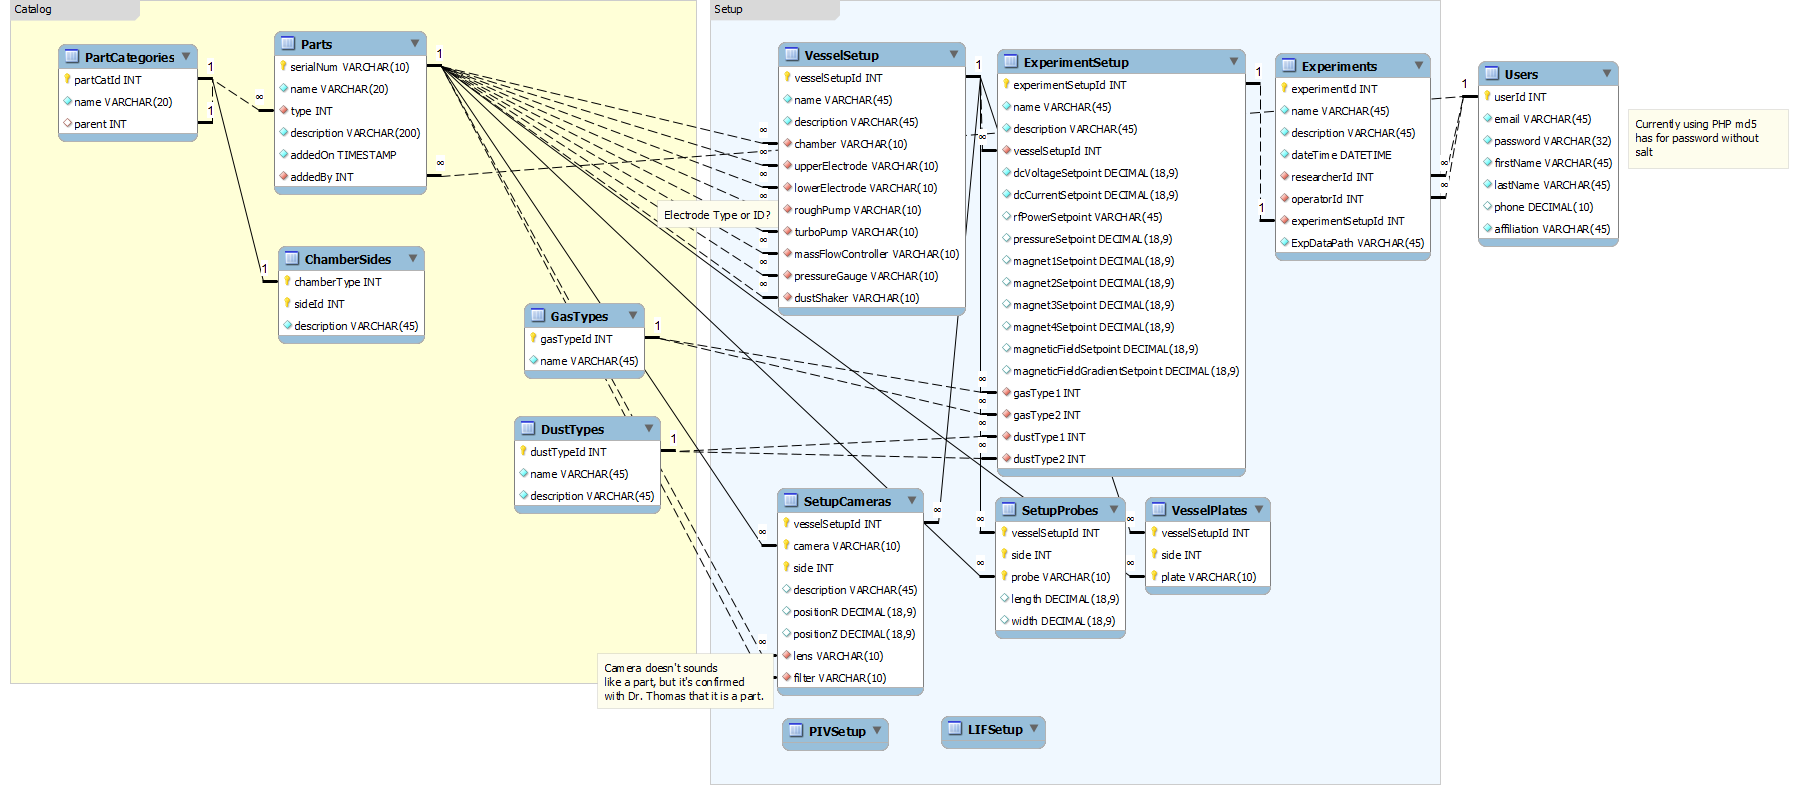 Catalog
PartCategories
partCatId INT
name VARCHAR(20)
parent INT
1
1
∞
Parts
serialNum VARCHAR(10)
name VARCHAR(20)
type INT
description VARCHAR(200)
addedOn TIMESTAMP
addedBy INT
1
∞
ChamberSides
chamberType INT
sideId INT
description VARCHAR(45)
1
GasTypes
gasTypeId INT
name VARCHAR(45)
1
DustTypes
dustTypeId INT
name VARCHAR(45)
description VARCHAR(45)
1
Setup
VesselSetup
vesselSetupId INT
name VARCHAR(45)
description VARCHAR(45)
chamber VARCHAR(10)
upperElectrode VARCHAR(10)
lowerElectrode VARCHAR(10)
roughPump VARCHAR(10)
turboPump VARCHAR(10)
massFlowController VARCHAR(10)
pressureGauge VARCHAR(10)
dustShaker VARCHAR(10)
∞
∞
∞
∞
∞
∞
∞
1
Electrode Type or ID?
ExperimentSetup
experimentSetupId INT
name VARCHAR(45)
description VARCHAR(45)
vesselSetupId INT
dcVoltageSetpoint DECIMAL(18,9)
dcCurrentSetpoint DECIMAL(18,9)
rfPowerSetpoint VARCHAR(45)
pressureSetpoint DECIMAL(18,9)
magnet1Setpoint DECIMAL(18,9)
magnet2Setpoint DECIMAL(18,9)
magnet3Setpoint DECIMAL(18,9)
magnet4Setpoint DECIMAL(18,9)
magneticFieldSetpoint DECIMAL(18,9)
magneticFieldGradientSetpoint DECIMAL(18,9)
gasType1 INT
gasType2 INT
dustType1 INT
dustType2 INT
∞
∞
∞
∞
∞
1
1
Experiments
experimentId INT
name VARCHAR(45)
description VARCHAR(45)
dateTime DATETIME
researcherId INT
operatorId INT
experimentSetupId INT
ExpDataPath VARCHAR(45)
∞
∞
1
Users
userId INT
email VARCHAR(45)
password VARCHAR(32)
firstName VARCHAR(45)
lastName VARCHAR(45)
phone DECIMAL(10)
affiliation VARCHAR(45)
Currently using PHP md5
has for password without
salt
SetupCameras
vesselSetupId INT
camera VARCHAR(10)
side INT
description VARCHAR(45)
positionR DECIMAL(18,9)
positionZ DECIMAL(18,9)
lens VARCHAR(10)
filter VARCHAR(10)
∞
∞
∞
Camera doesn't sounds
like a part, but it's confirmed
with Dr. Thomas that it is a part.
SetupProbes
vesselSetupId INT
side INT
probe VARCHAR(10)
length DECIMAL(18,9)
width DECIMAL(18,9)
∞
∞
VesselPlates
vesselSetupId INT
side INT
plate VARCHAR(10)
∞
∞
PIVSetup
LIFSetup